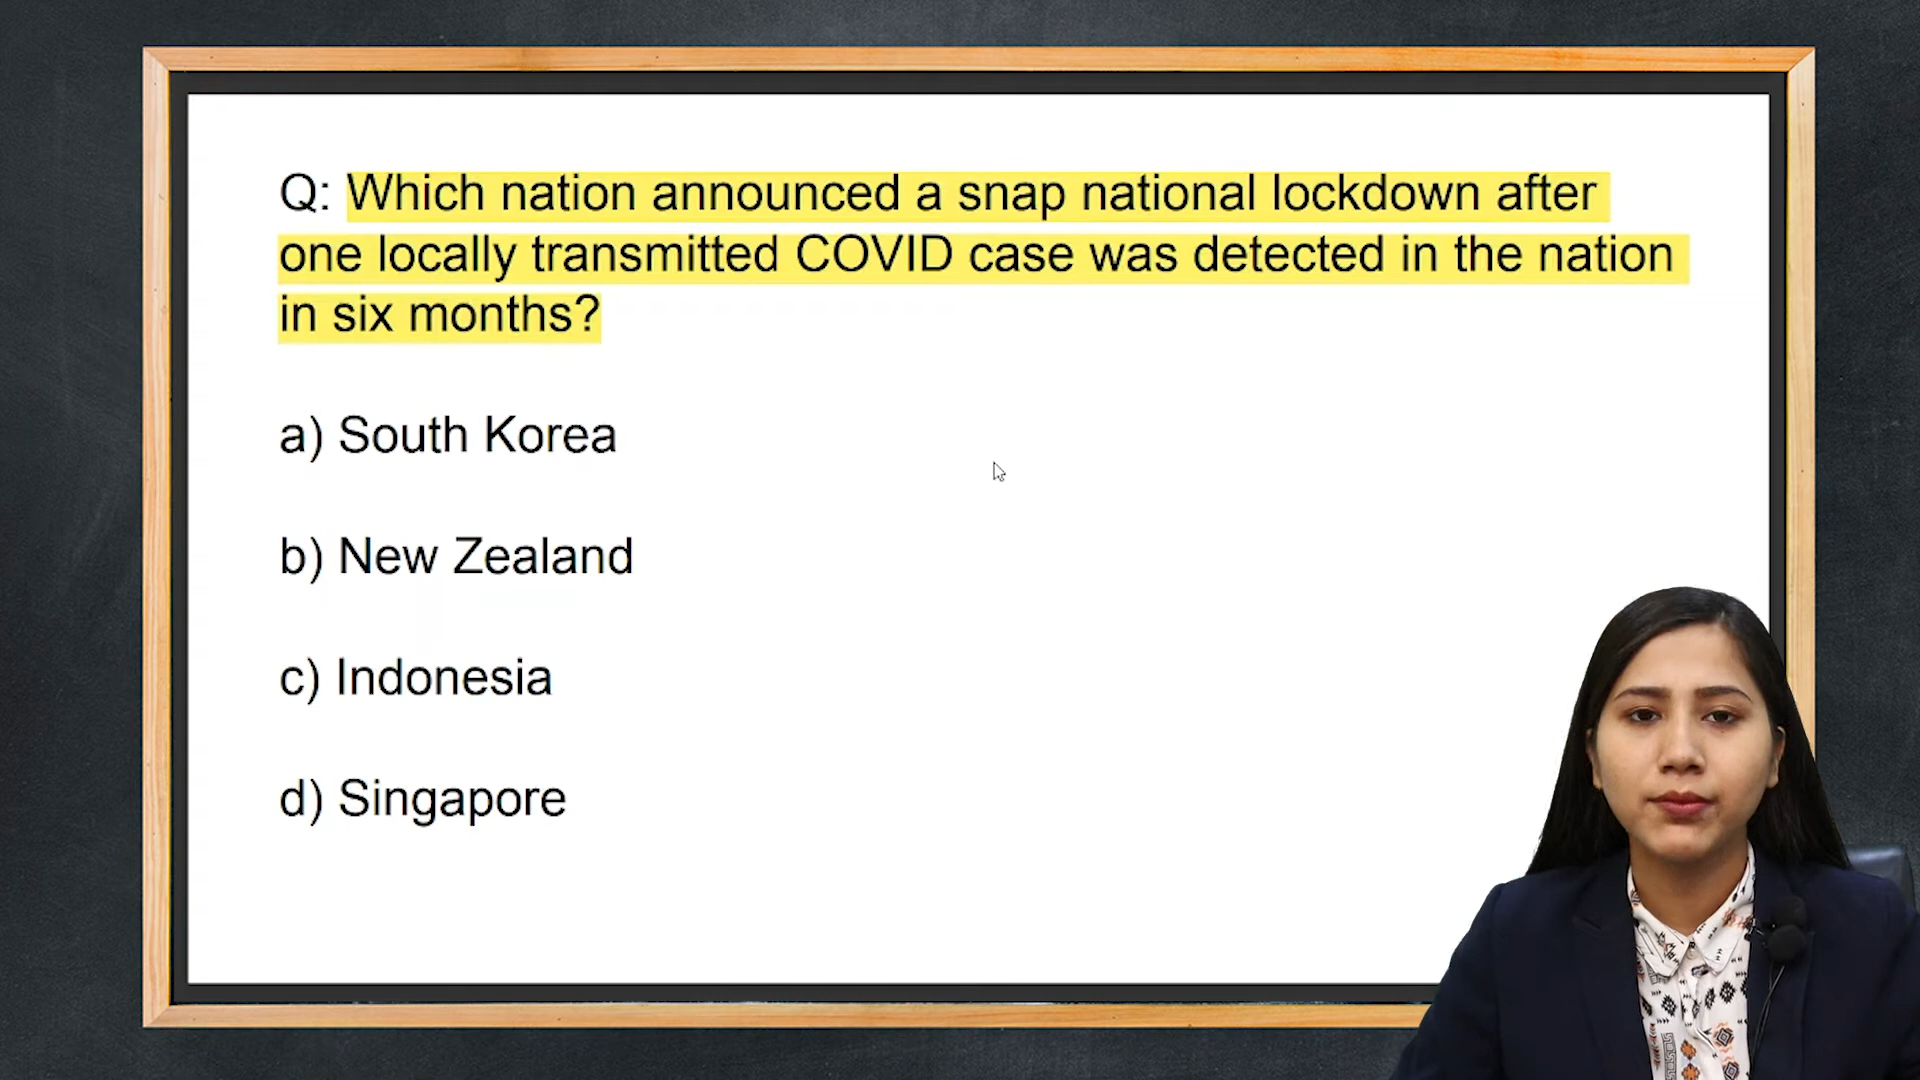 Q: Which nation announced a snap national lockdown after
one locally transmitted COVID case was detected in the nation
in six months?
a) South Korea
b) New Zealand
c) Indonesia
d) Singapore